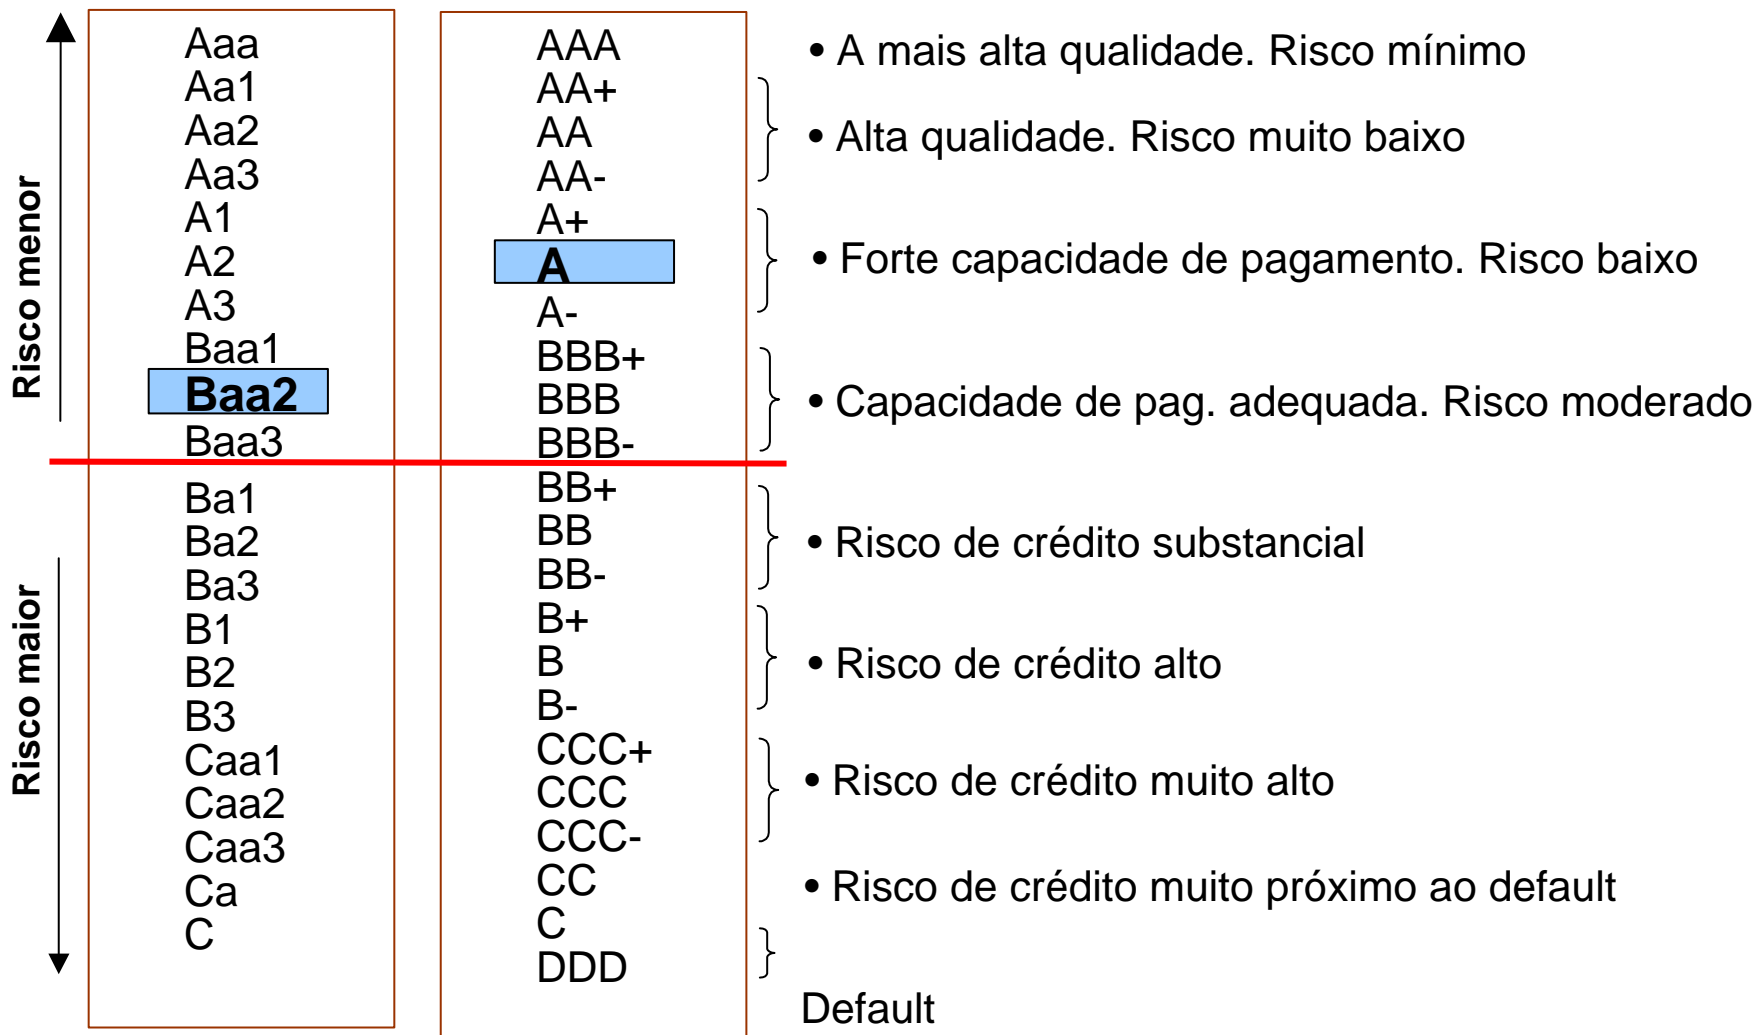 Risco menor
Risco maior
Aaa
Aa1
Aa2
Aa3
A1
A2
A3
Baa1
Baa2
Baa3
Ba1
Ba2
Ba3
B1
B2
B3
Caa1
Caa2
Caa3
Ca
C
AAA
AA+
AA
AA-
A+
A
A-
BBB+
BBB
BBB-
BB+
BB
BB-
B+
B
B-
CCC+
CCC
CCC-
CC
C
DDD
• A mais alta qualidade. Risco mínimo
• Alta qualidade. Risco muito baixo
• Forte capacidade de pagamento. Risco baixo
• Capacidade de pag. adequada. Risco moderado
• Risco de crédito substancial
• Risco de crédito alto
• Risco de crédito muito alto
• Risco de crédito muito próximo ao default
Default